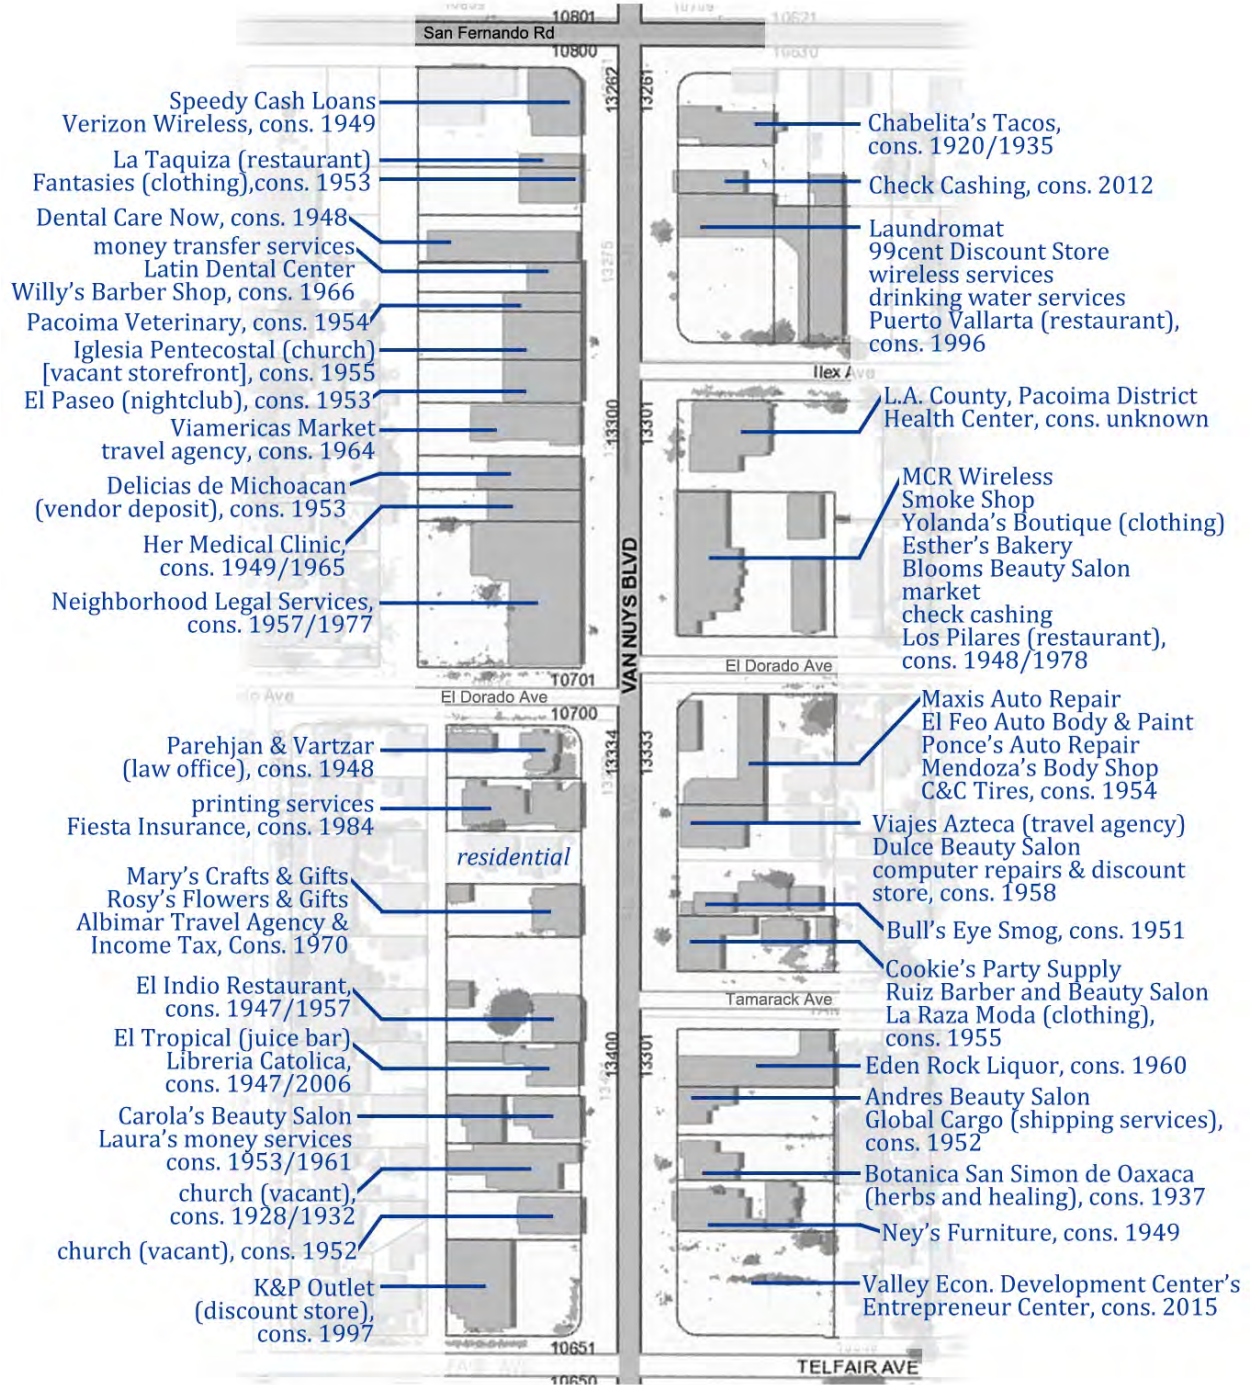 10801
10621
San Fernando Rd
10800
13262
13261
Speedy Cash Loans
Verizon Wireless, cons. 1949
La Taquiza (restaurant)
Fantasies (clothing),cons. 1953
Dental Care Now, cons. 1948
money transfer services
Latin Dental Center
Willy's Barber Shop, cons. 1966
Pacoima Veterinary, cons. 1954
Iglesia Pentecostal (church)
[vacant storefront], cons. 1955
El Paseo (nightclub), cons. 1953
Viamericas Market
travel agency, cons. 1964
Delicias de Michoacan
(vendor deposit), cons. 1953
Her Medical Clinic,
cons. 1949/1965
Neighborhood Legal Services,
cons. 1957/1977
13275
13300
13301
VAN NUYS BLVD
Chabelita's Tacos,
cons. 1920/1935
Check Cashing, cons. 2012
Laundromat
99cent Discount Store
wireless services
drinking water services
Puerto Vallarta (restaurant),
cons. 1996
Ilex Ave
L.A. County, Pacoima District
Health Center, cons. unknown
MCR Wireless
Smoke Shop
Yolanda's Boutique (clothing)
Esther's Bakery
Blooms Beauty Salon
market
check cashing
Los Pilares (restaurant),
cons. 1948/1978
El Dorado Ave
10701
El Dorado Ave
10700
13334
13333
Parehjan & Vartzar
(law office), cons. 1948
printing services
Fiesta Insurance, cons. 1984
residential
Mary's Crafts & Gifts
Rosy's Flowers & Gifts
Albimar Travel Agency &
Income Tax, Cons. 1970
El Indio Restaurant,
cons. 1947/1957
El Tropical (juice bar)
Libreria Catolica,
cons. 1947/2006
Carola's Beauty Salon
Laura's money services
cons. 1953/1961
church (vacant),
cons. 1928/1932
church (vacant), cons. 1952
K&P Outlet
(discount store),
cons. 1997
Maxis Auto Repair
El Feo Auto Body & Paint
Ponce's Auto Repair
Mendoza's Body Shop
C&C Tires, cons. 1954
Viajes Azteca (travel agency)
Dulce Beauty Salon
computer repairs & discount
store, cons. 1958
Bull's Eye Smog, cons. 1951
Cookie's Party Supply
Ruiz Barber and Beauty Salon
La Raza Moda (clothing),
cons. 1955
Tamarack Ave
13400
13301
Eden Rock Liquor, cons. 1960
Andres Beauty Salon
Global Cargo (shipping services),
cons. 1952
Botanica San Simon de Oaxaca
(herbs and healing), cons. 1937
Ney's Furniture, cons. 1949
Valley Econ. Development Center's
Entrepreneur Center, cons. 2015
10651
TELFAIR AVE
10650